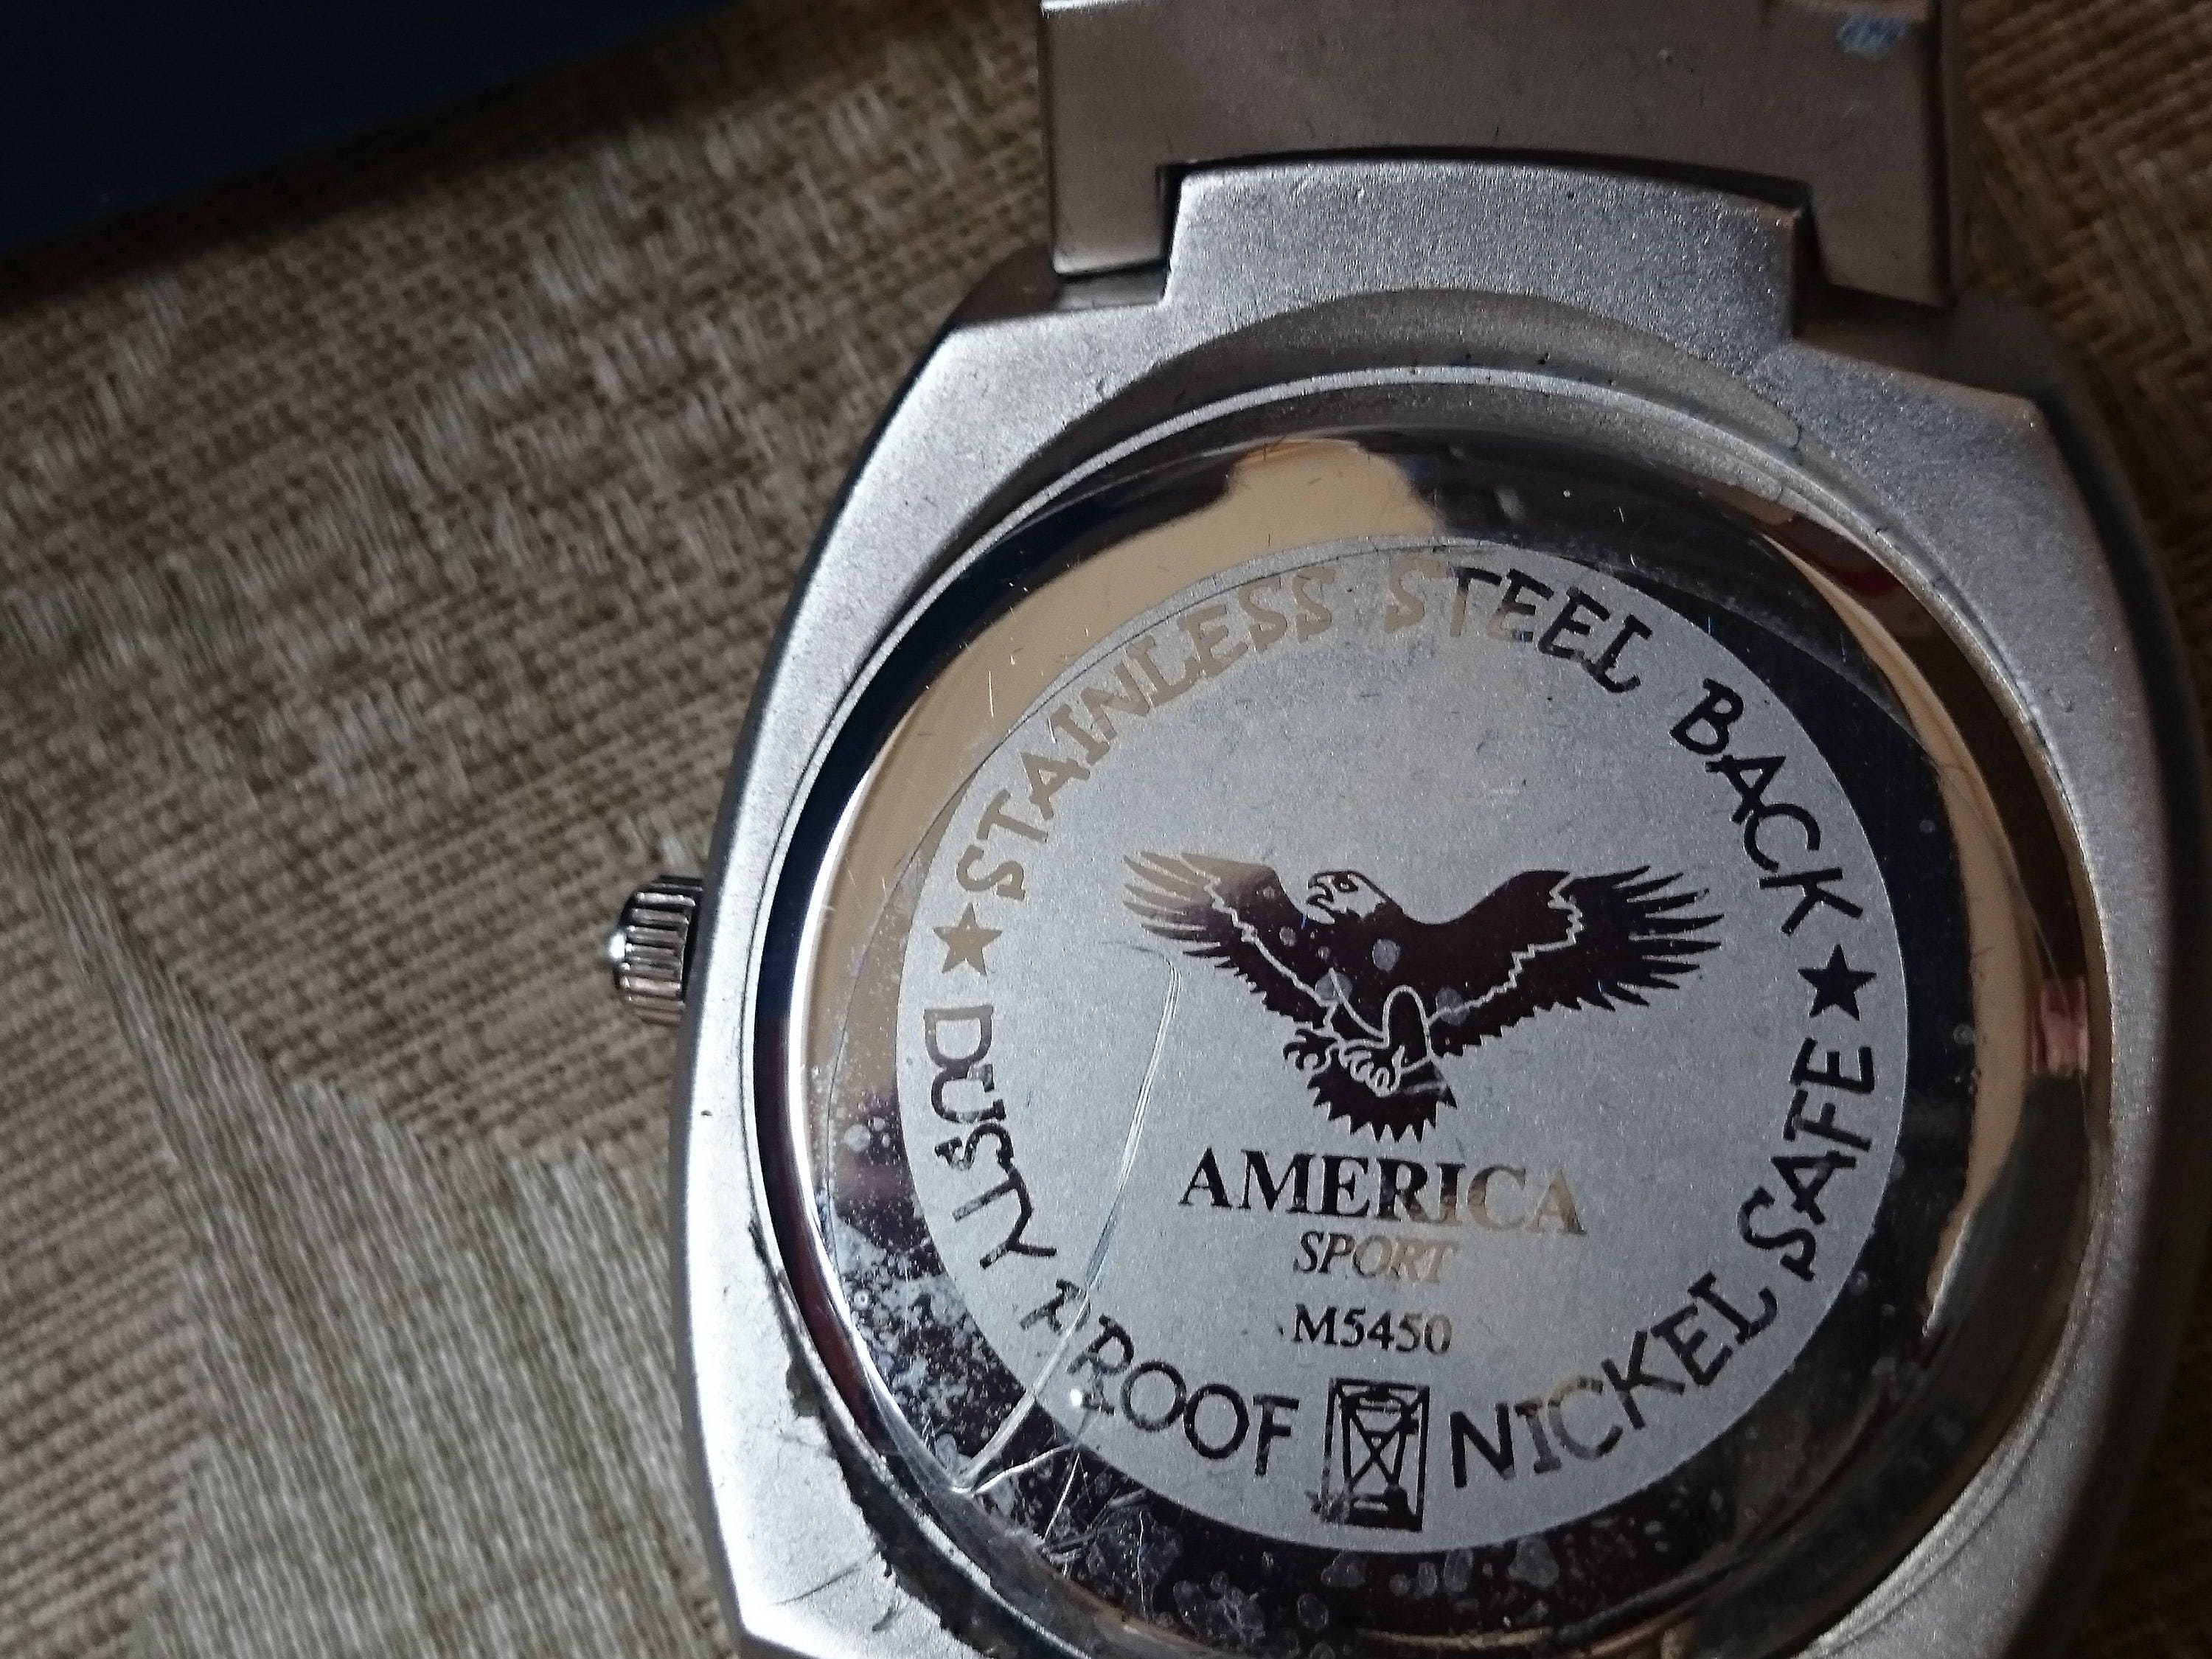 ★ STAINLESS STEEL BACK ★
AMERICA
SPORT
M5450
DUSTY PROOF
NICKEL SAFE